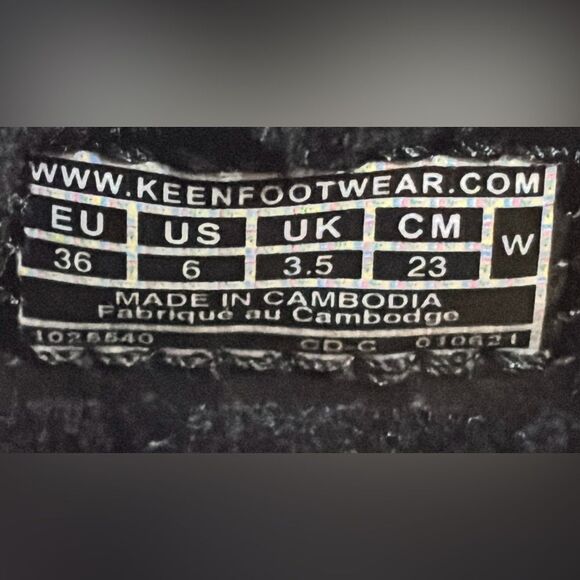 WWW.KEENFOOTWEAR.COM
EU US UK CM W
36 6 3.5 23
MADE IN CAMBODIA
Fabriqué au Cambodge
1025540 CD-C 010621